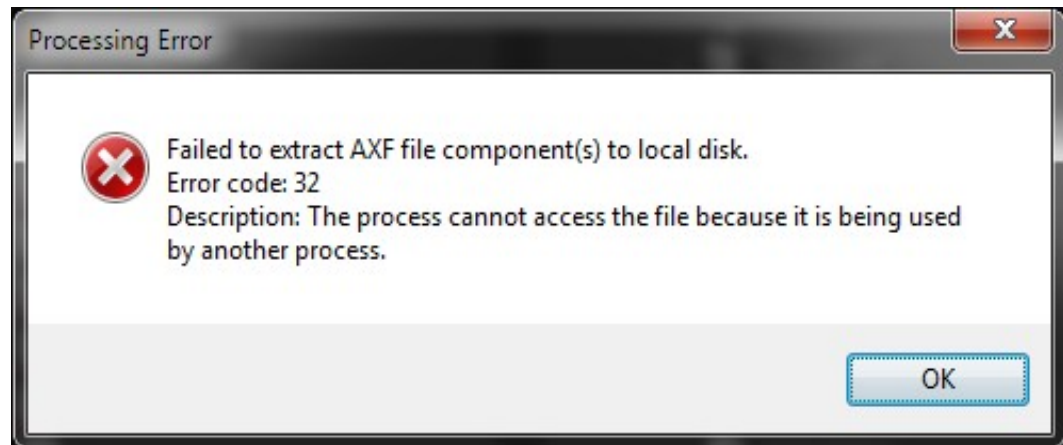 Processing Error
Failed to extract AXF file component(s) to local disk.
Error code: 32
Description: The process cannot access the file because it is being used
by another process.
OK